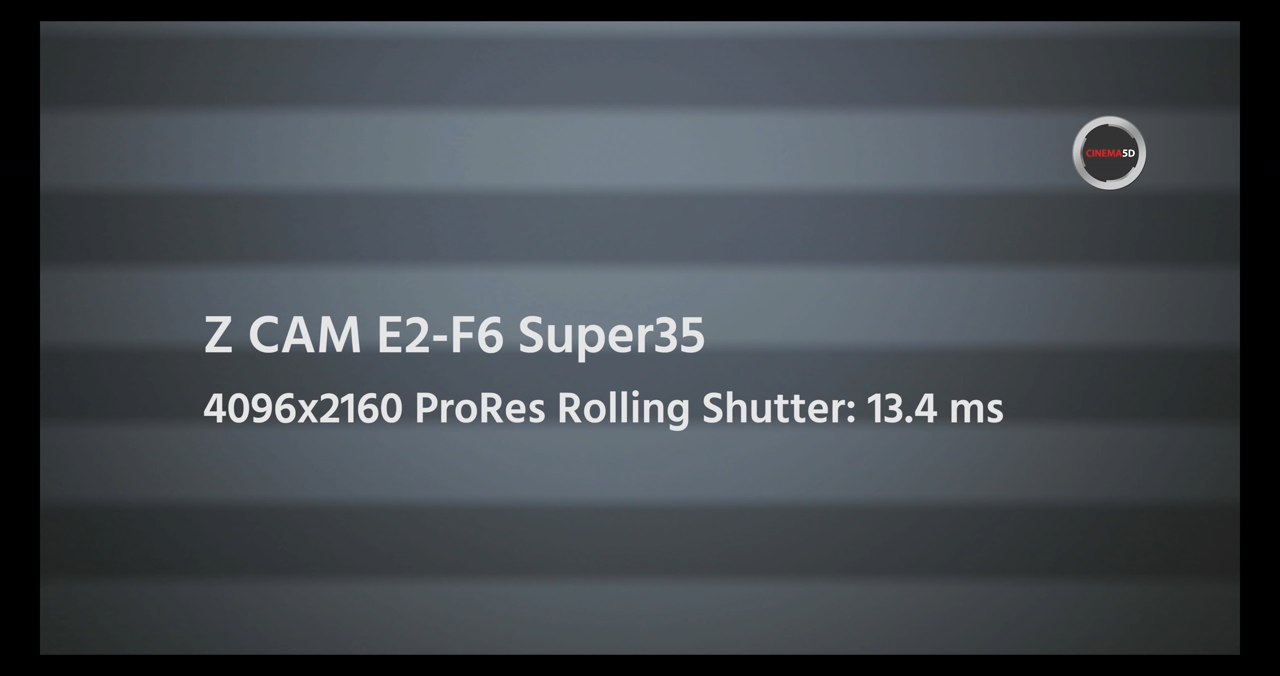 CINEMA5D
Z CAM E2-F6 Super35
4096x2160 ProRes Rolling Shutter: 13.4 ms